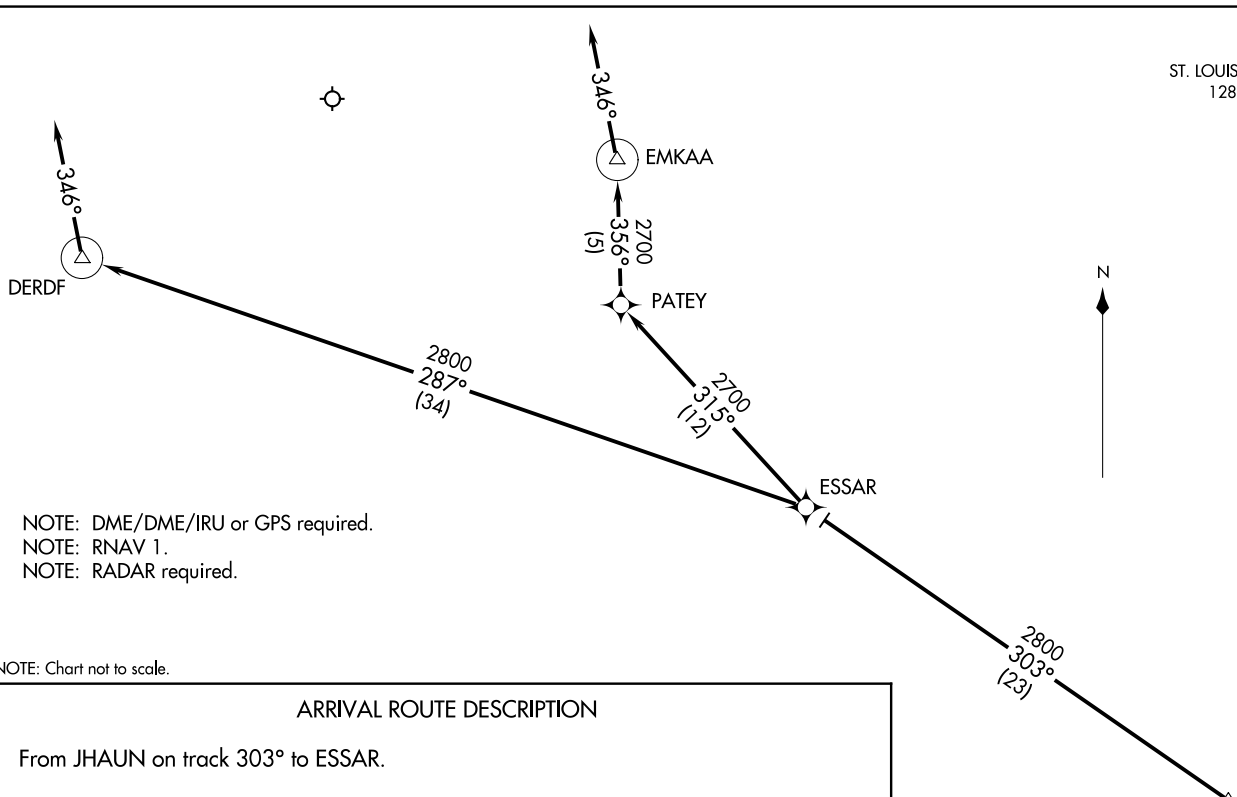 ST. LOUIS
128
346°
346°
EMKAA
2700
356°
(5)
DERDF
PATEY
N
2800
287°
(34)
2700
315°
(12)
ESSAR
NOTE: DME/DME/IRU or GPS required.
NOTE: RNAV 1.
NOTE: RADAR required.
2800
303°
(23)
NOTE: Chart not to scale.
ARRIVAL ROUTE DESCRIPTION
From JHAUN on track 303° to ESSAR.